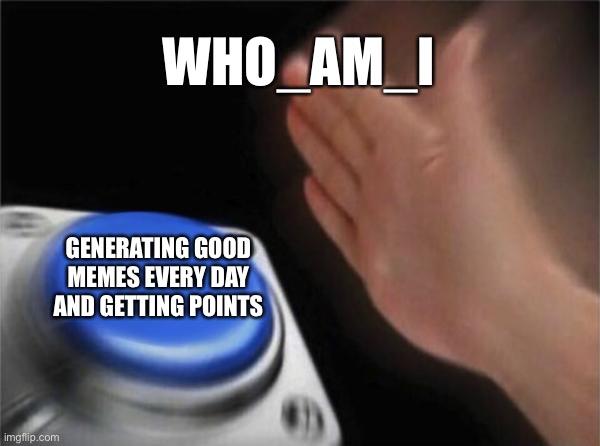 WHO_AM_I
GENERATING GOOD
MEMES EVERY DAY
AND GETTING POINTS
imgflip.com